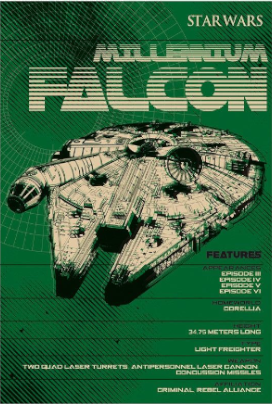 STAR WARS
MILLENNIUM
FALCON
FEATURES
EPISODE III
EPISODE IV
EPISODE V
EPISODE VI
HOMEWORLD
CORELLIA
34.75 METERS LONG
LIGHT FREIGHTER
TWO QUAD LASER TURRETS, ANTIPERSONNEL LASER CANNON
CONCUSSION MISSILES
CRIMINAL, REBEL ALLIANCE